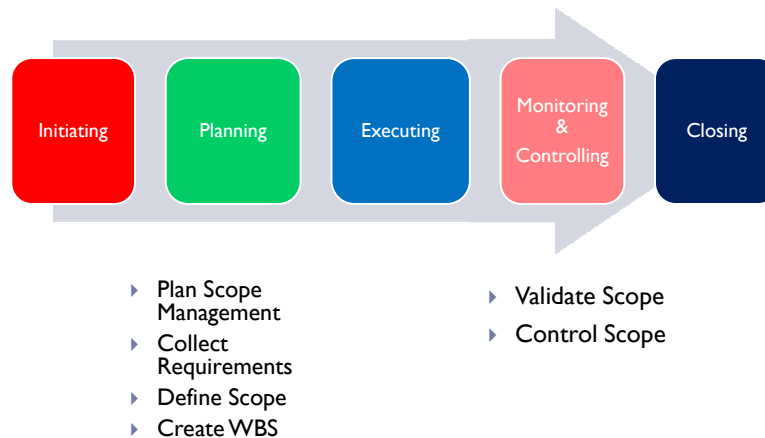 Initiating
Planning
Executing
Monitoring
&
Controlling
Closing
Plan Scope
Management
Collect
Requirements
Define Scope
Create WBS
Validate Scope
Control Scope